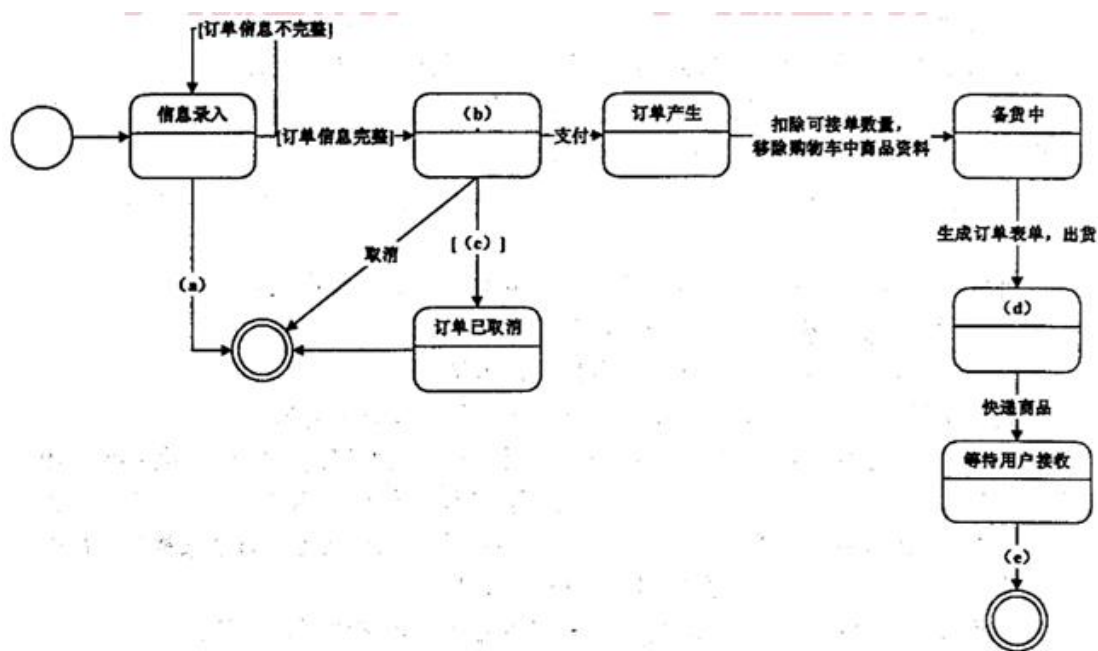 [订单信息不完整]
信息录入
[订单信息完整]
(b)
支付
订单产生
扣除可接单数量，
移除购物车中商品资料
备货中
取消
[(c)]
(a)
生成订单表单，出货
订单已取消
(d)
快递商品
等待用户接收
(e)